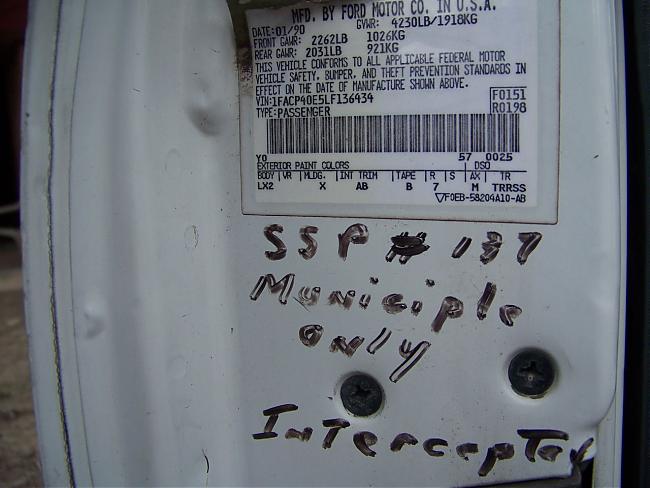 MFD. BY FORD MOTOR CO. IN U.S.A.
DATE: 01/90 GVWR: 4230LB/1918KG
FRONT GAWR: 2262LB 1026KG
REAR GAWR: 2031LB 921KG
THIS VEHICLE CONFORMS TO ALL APPLICABLE FEDERAL MOTOR
VEHICLE SAFETY, BUMPER, AND THEFT PREVENTION STANDARDS IN
EFFECT ON THE DATE OF MANUFACTURE SHOWN ABOVE.
VIN: 1FACP40E5LF136434 F0151
TYPE: PASSENGER R0198
YO 57 0025
EXTERIOR PAINT COLORS DSO
BODY VR MLDG. INT TRIM TAPE R S AX TR
LX2 X AB B 7 M TRRSS
▽F0EB-58204A10-AB
SSP # 137
Municiple
only
Interceptor